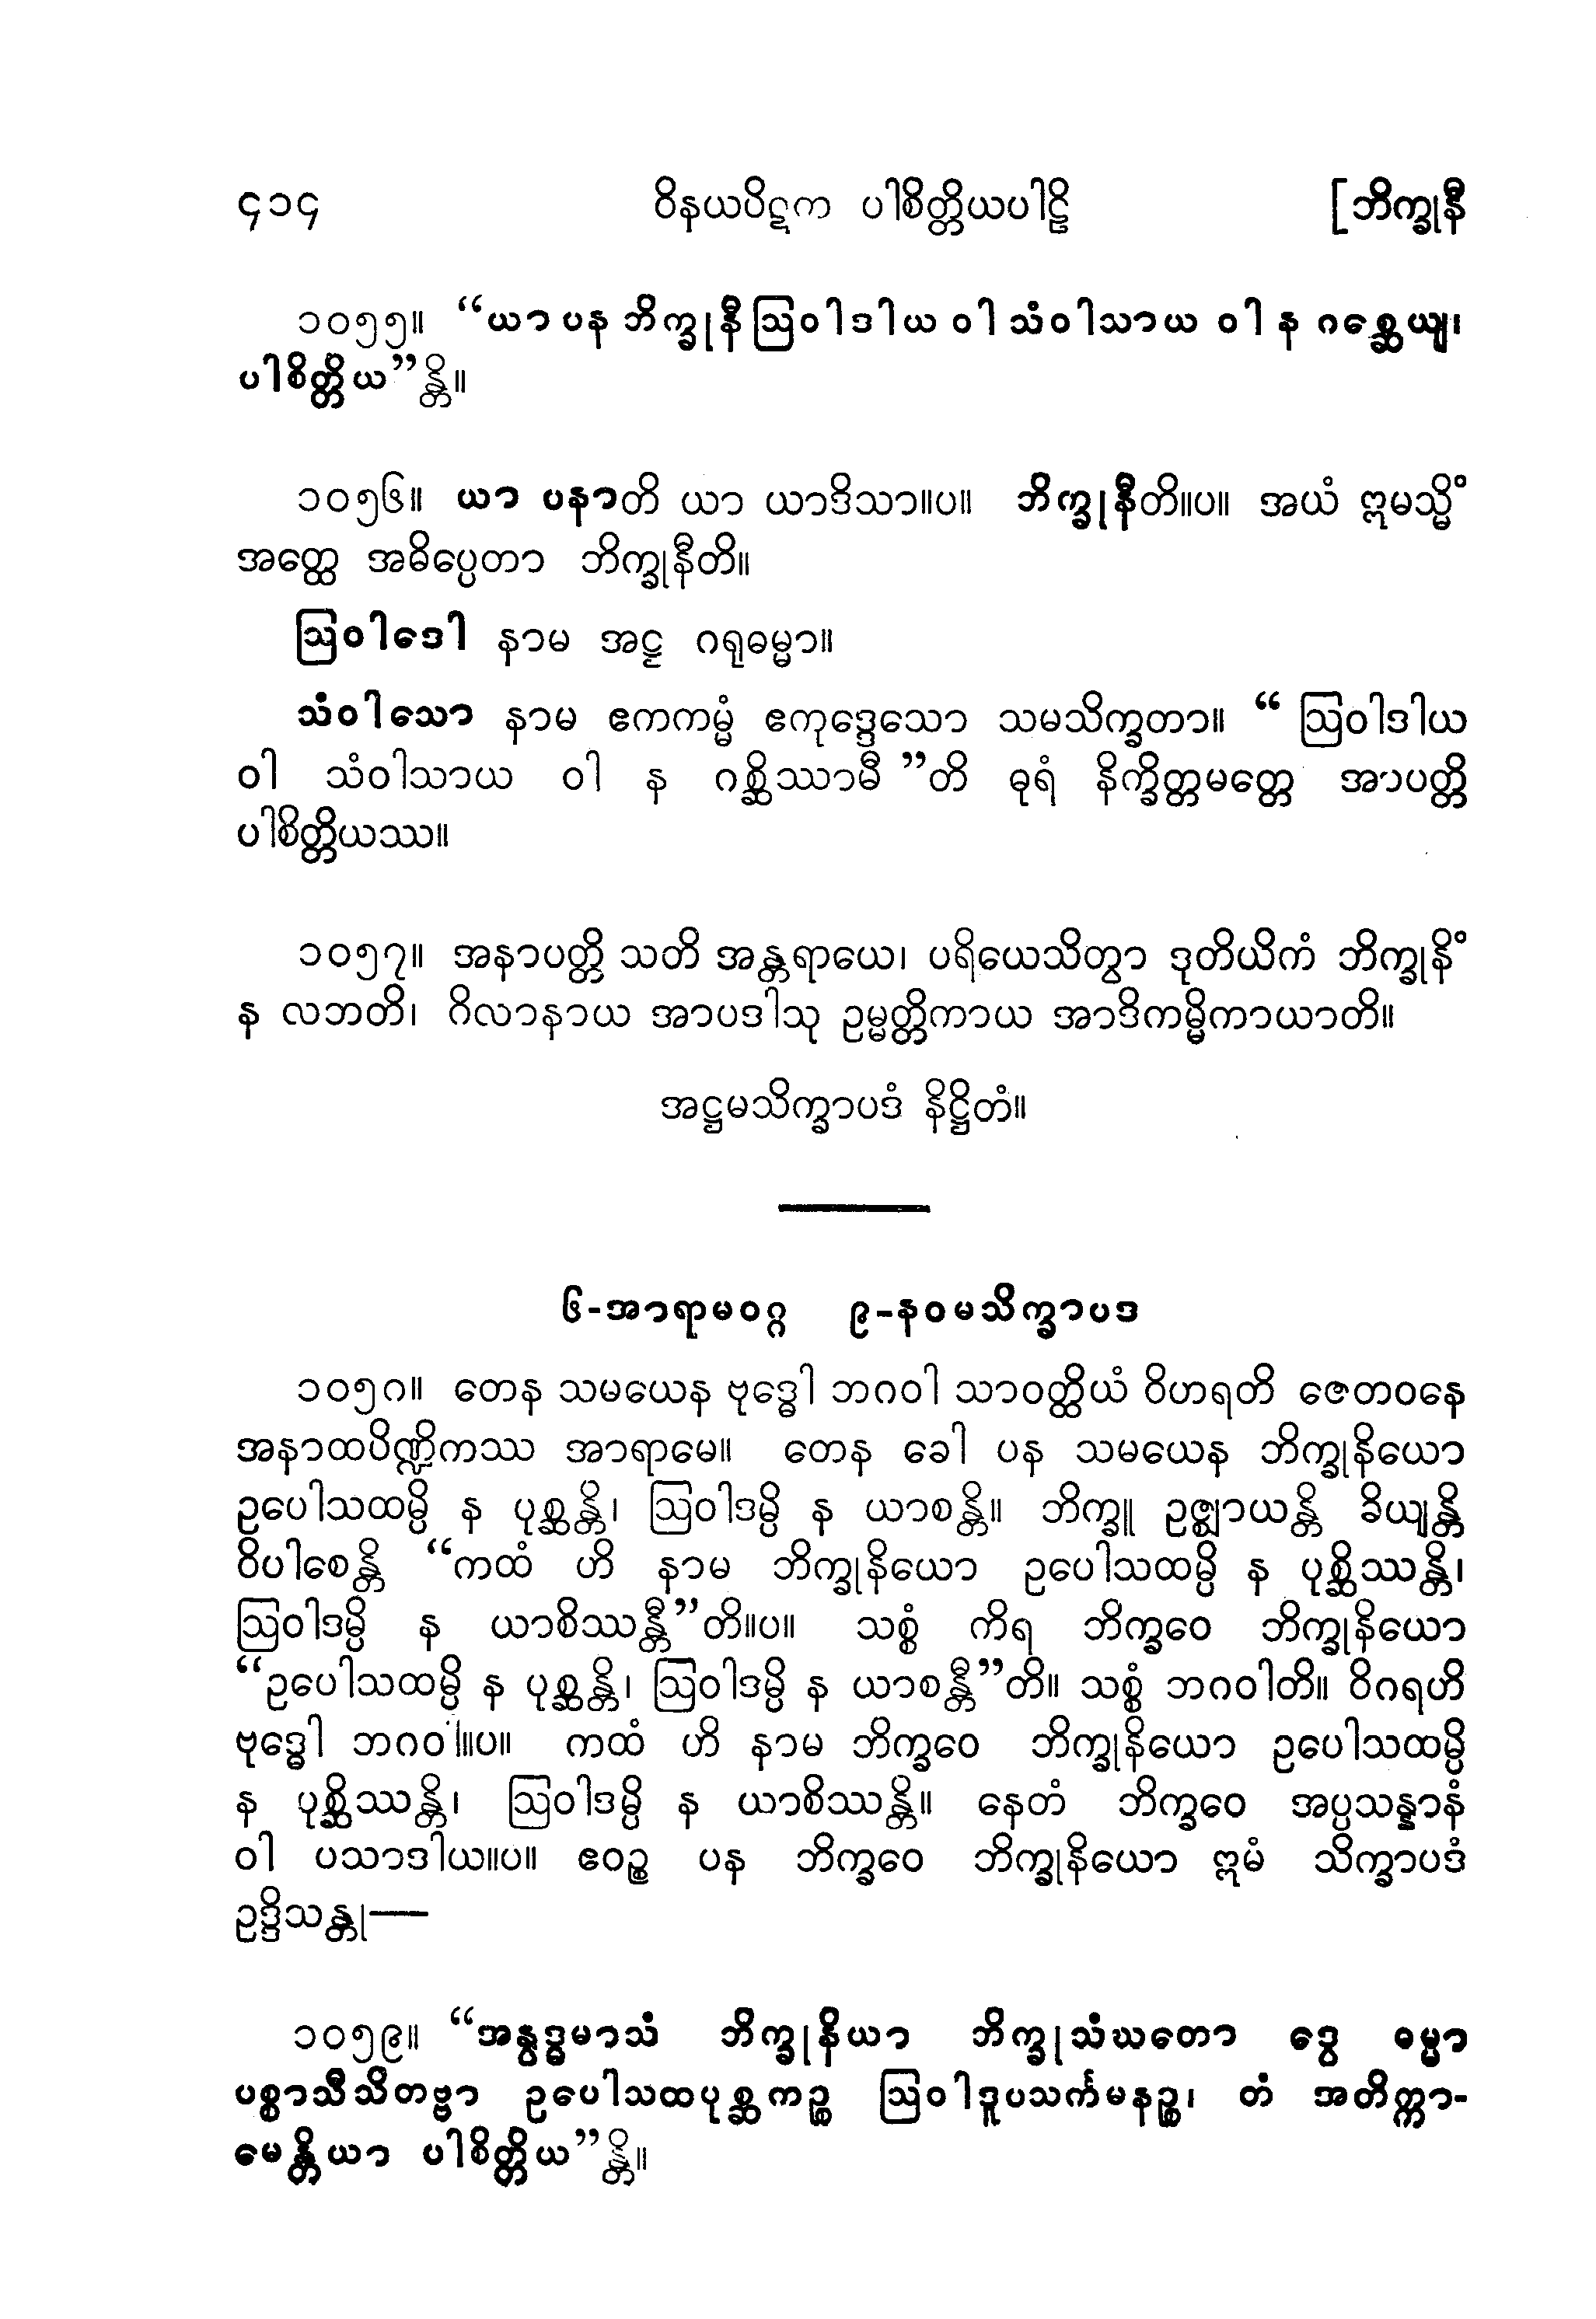 ၄၁၄ ဝိနယပိဋက ပါစိတ္တိယပါဠိ [ဘိက္ခုနီ
၁၀၅၅။ “ယာ ပန ဘိက္ခုနီ ဩဝါဒါယ ဝါ သံဝါသာယ ဝါ န ဂစ္ဆေယျ၊
ပါစိတ္တိယ”န္တိ။
၁၀၅၆။ ယာ ပနာတိ ယာ ယာဒိသာ။ပ။ ဘိက္ခုနီတိ။ပ။ အယံ ဣမသ္မိံ
အတ္ထေ အဓိပ္ပေတာ ဘိက္ခုနီတိ။
ဩဝါဒေါ နာမ အဋ္ဌ ဂရုဓမ္မာ။
သံဝါသော နာမ ဧကကမ္မံ ဧကုဒ္ဒေသော သမသိက္ခတာ။ “ ဩဝါဒါယ
ဝါ သံဝါသာယ ဝါ န ဂစ္ဆိဿာမီ ”တိ ဓုရံ နိက္ခိတ္တမတ္တေ အာပတ္တိ
ပါစိတ္တိယဿ။
၁၀၅၇။ အနာပတ္တိ သတိ အန္တရာယေ၊ ပရိယေသိတွာ ဒုတိယိကံ ဘိက္ခုနိံ
န လဘတိ၊ ဂိလာနာယ အာပဒါသု ဥမ္မတ္တိကာယ အာဒိကမ္မိကာယာတိ။
အဋ္ဌမသိက္ခာပဒံ နိဋ္ဌိတံ။
၆-အာရာမဝဂ္ဂ ၉-နဝမသိက္ခာပဒ
၁၀၅၈။ တေန သမယေန ဗုဒ္ဓေါ ဘဂဝါ သာဝတ္ထိယံ ဝိဟရတိ ဇေတဝနေ
အနာထပိဏ္ဍိကဿ အာရာမေ။ တေန ခေါ ပန သမယေန ဘိက္ခုနိယော
ဥပေါသထမ္ပိ န ပုစ္ဆန္တိ၊ ဩဝါဒမ္ပိ န ယာစန္တိ။ ဘိက္ခူ ဥဇ္ဈာယန္တိ ခိယျန္တိ
ဝိပါစေန္တိ “ကထံ ဟိ နာမ ဘိက္ခုနိယော ဥပေါသထမ္ပိ န ပုစ္ဆိဿန္တိ၊
ဩဝါဒမ္ပိ န ယာစိဿန္တီ”တိ။ပ။ သစ္စံ ကိရ ဘိက္ခဝေ ဘိက္ခုနိယော
“ဥပေါသထမ္ပိ န ပုစ္ဆန္တိ၊ ဩဝါဒမ္ပိ န ယာစန္တီ”တိ။ သစ္စံ ဘဂဝါတိ။ ဝိဂရဟိ
ဗုဒ္ဓေါ ဘဂဝါ။ပ။ ကထံ ဟိ နာမ ဘိက္ခဝေ ဘိက္ခုနိယော ဥပေါသထမ္ပိ
န ပုစ္ဆိဿန္တိ၊ ဩဝါဒမ္ပိ န ယာစိဿန္တိ။ နေတံ ဘိက္ခဝေ အပ္ပသန္နာနံ
ဝါ ပသာဒါယ။ပ။ ဧဝဉ္စ ပန ဘိက္ခဝေ ဘိက္ခုနိယော ဣမံ သိက္ခာပဒံ
ဥဒ္ဒိသန္တု—
၁၀၅၉။ “အနွဒ္ဓမာသံ ဘိက္ခုနိယာ ဘိက္ခုသံဃတော ဒွေ ဓမ္မာ
ပစ္စာသီသိတဗ္ဗာ ဥပေါသထပုစ္ဆကဉ္စ ဩဝါဒူပသင်္ကမနဉ္စ၊ တံ အတိက္ကာ-
မေန္တိယာ ပါစိတ္တိယ”န္တိ။